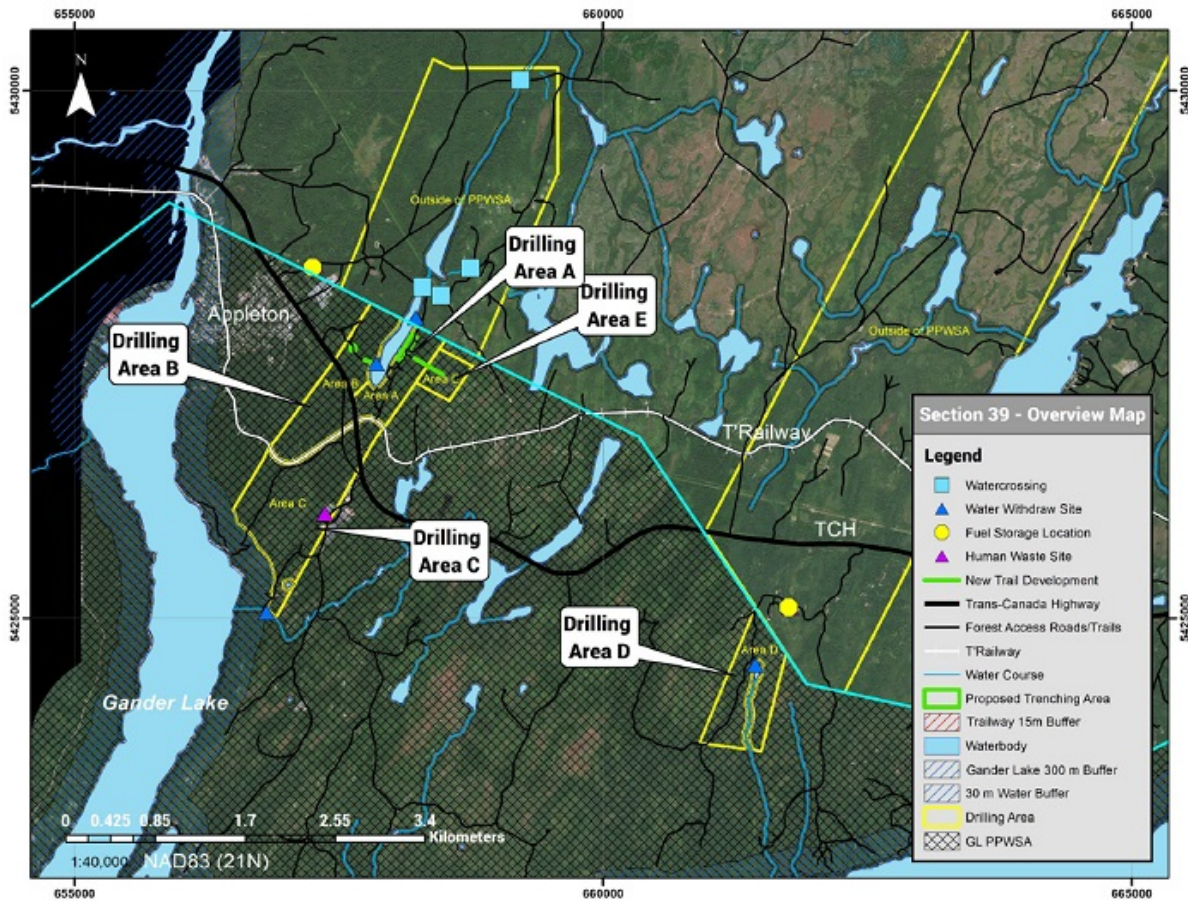 655000
660000
665000
N
5430000
5430000
Outside of PPWSA
Drilling
Area A
Drilling
Area E
Appleton
Drilling
Area B
Outside of PPWSA
Area B
Area A
Area C
T'Railway
Area C
Drilling
Area C
TCH
5425000
5425000
Drilling
Area D
Area D
Gander Lake
Section 39 - Overview Map
Legend
Watercrossing
Water Withdraw Site
Fuel Storage Location
Human Waste Site
New Trail Development
Trans-Canada Highway
Forest Access Roads/Trails
T'Railway
Water Course
Proposed Trenching Area
Trailway 15m Buffer
Waterbody
Gander Lake 300 m Buffer
30 m Water Buffer
Drilling Area
GL PPWSA
0 0.425 0.85 1.7 2.55 3.4
Kilometers
1:40,000 NAD83 (21N)
655000
660000
665000